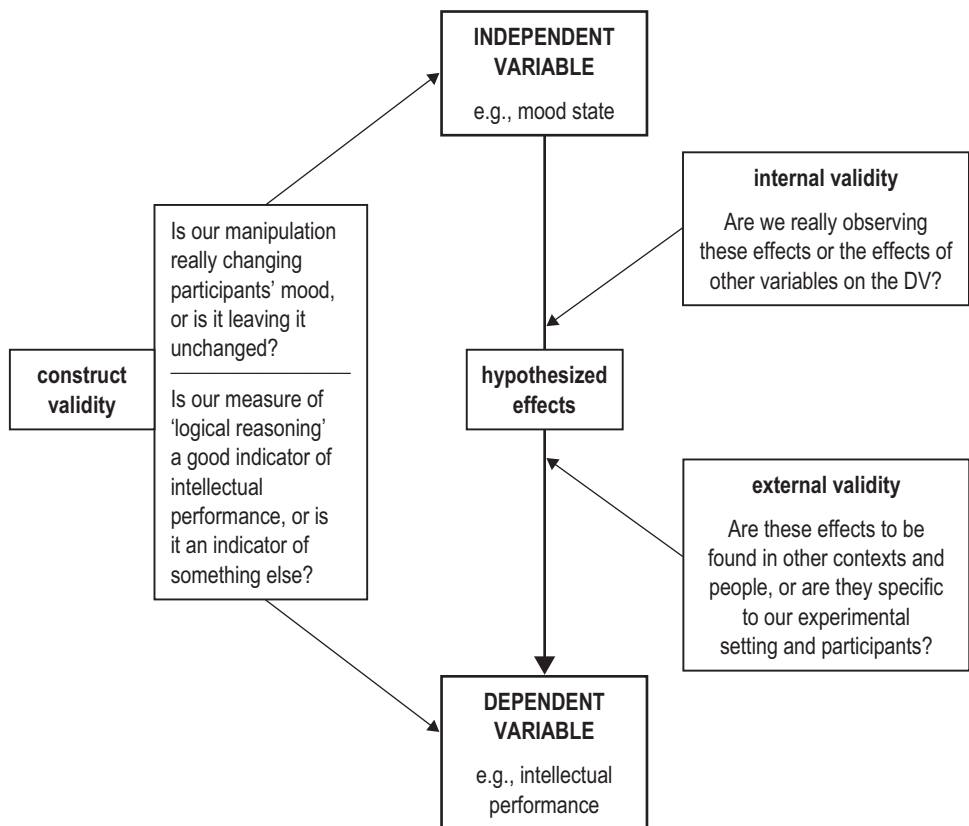 INDEPENDENT
VARIABLE
e.g., mood state
internal validity
Are we really observing
these effects or the effects of
other variables on the DV?
Is our manipulation
really changing
participants’ mood,
or is it leaving it
unchanged?
construct
validity
Is our measure of
‘logical reasoning’
a good indicator of
intellectual
performance, or is
it an indicator of
something else?
hypothesized
effects
external validity
Are these effects to be
found in other contexts and
people, or are they specific
to our experimental
setting and participants?
DEPENDENT
VARIABLE
e.g., intellectual
performance